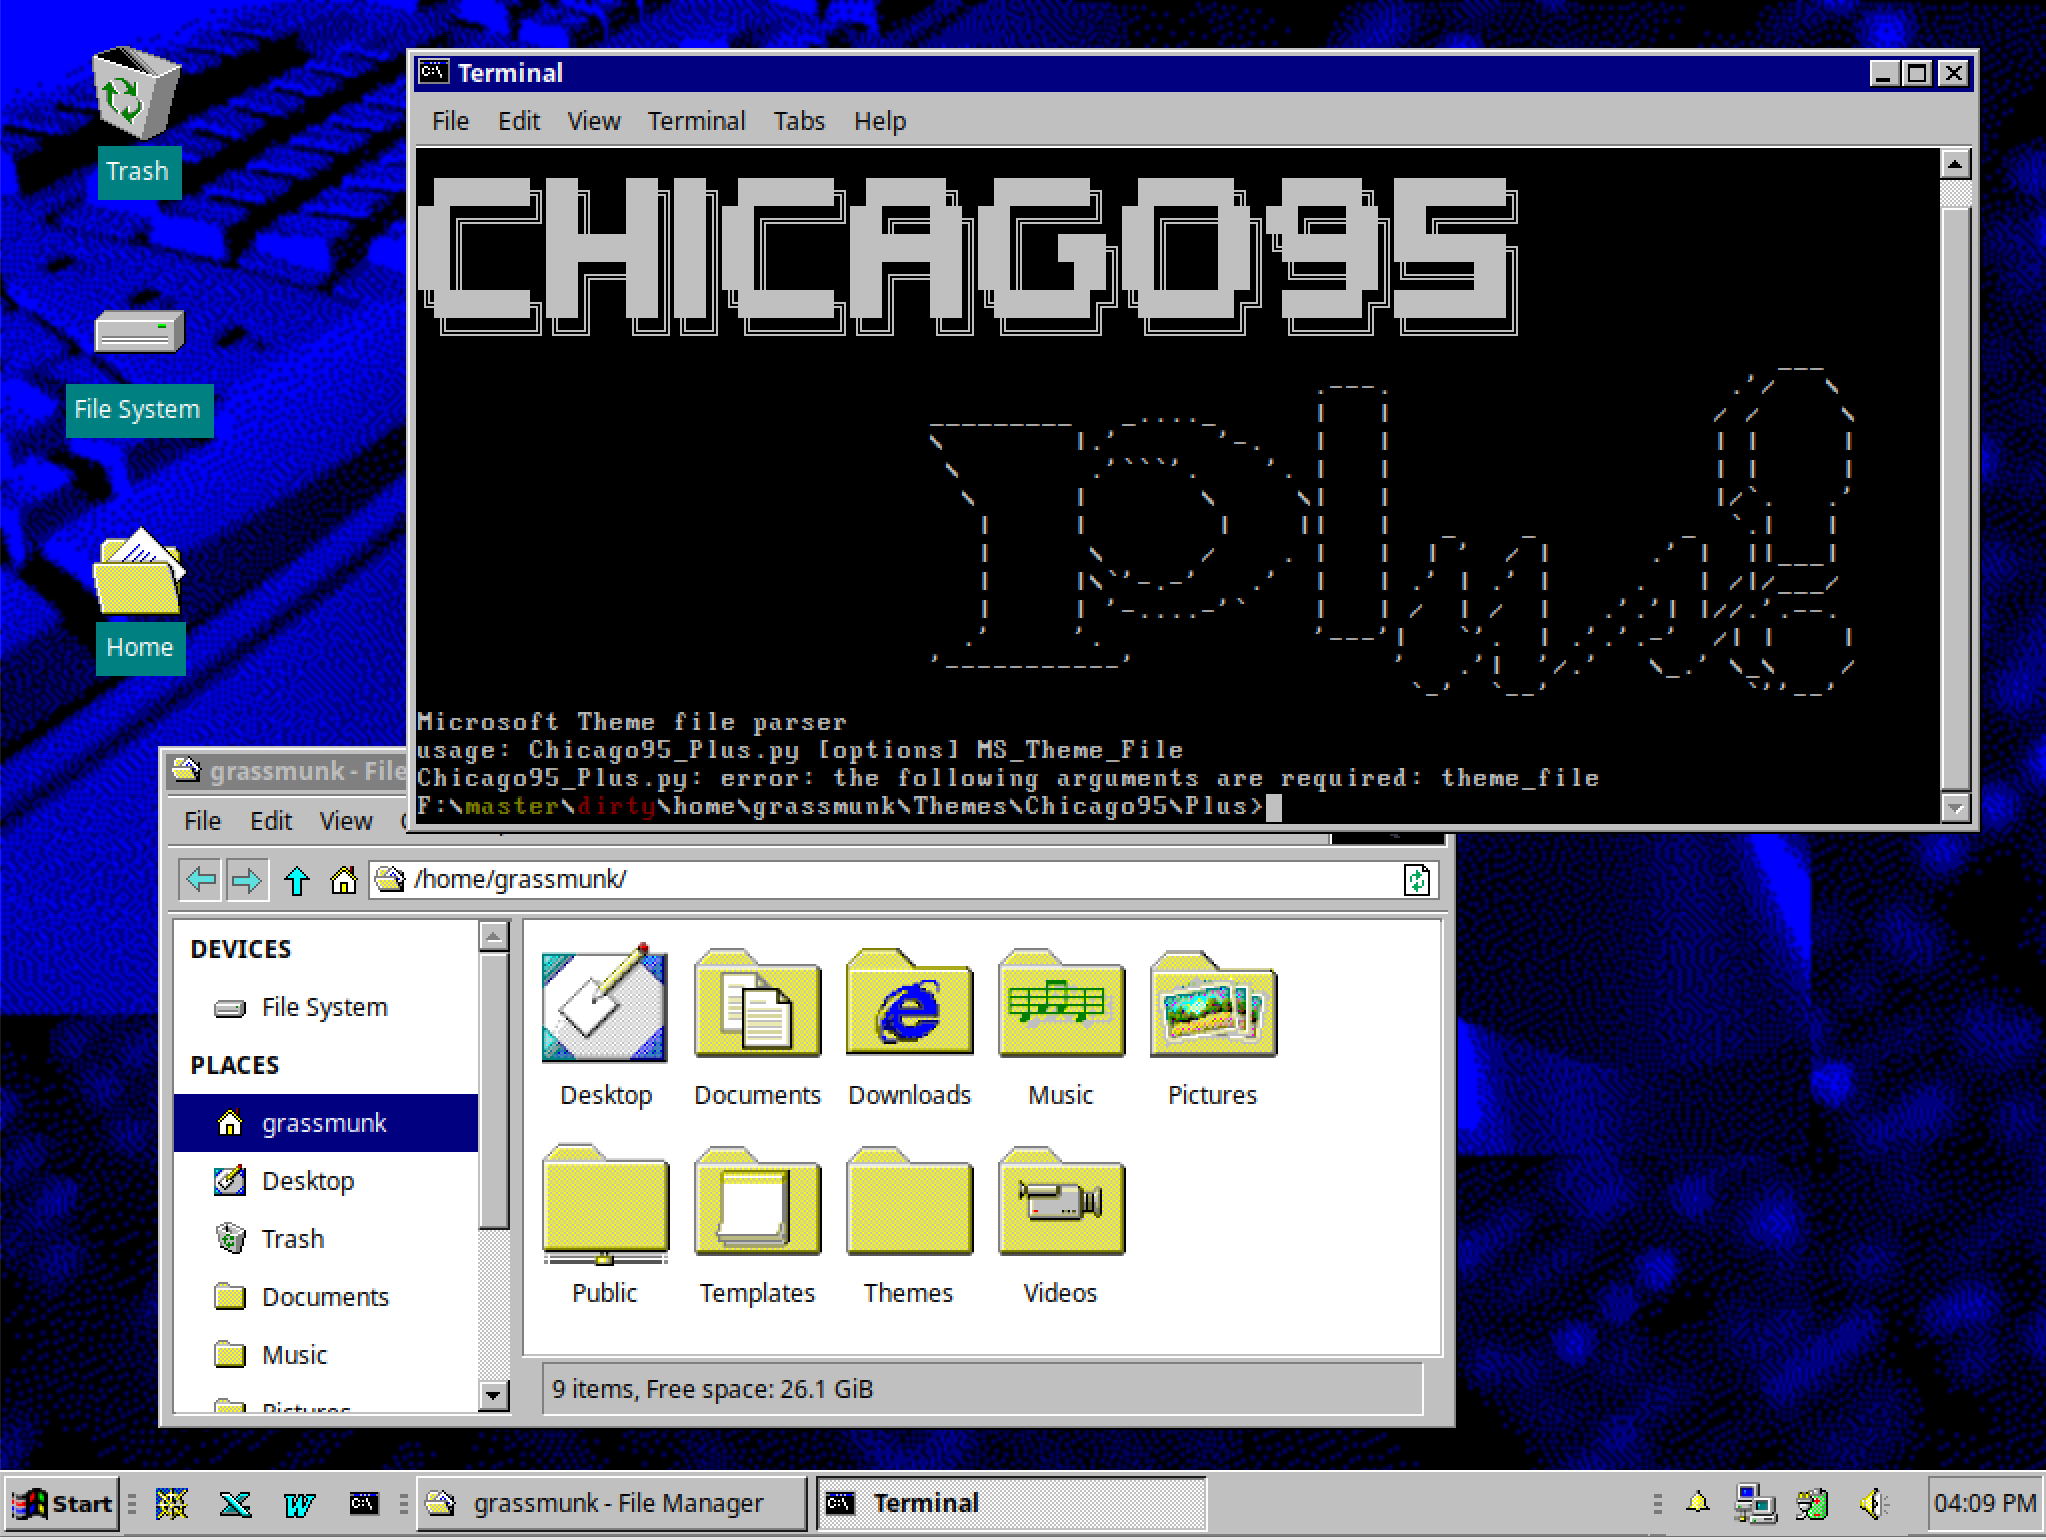 Trash
File System
Home
Terminal
File Edit View Terminal Tabs Help
CHICAGO95
Plus!
Microsoft Theme file parser
usage: Chicago95_Plus.py [options] MS_Theme_File
Chicago95_Plus.py: error: the following arguments are required: theme_file
F:\master\dirty\home\grassmunk\Themes\Chicago95\Plus>
grassmunk - File
File Edit View
/home/grassmunk/
DEVICES
File System
PLACES
grassmunk
Desktop
Trash
Documents
Music
Pictures
Desktop Documents Downloads Music Pictures
Public Templates Themes Videos
9 items, Free space: 26.1 GiB
Start
grassmunk - File Manager
Terminal
04:09 PM